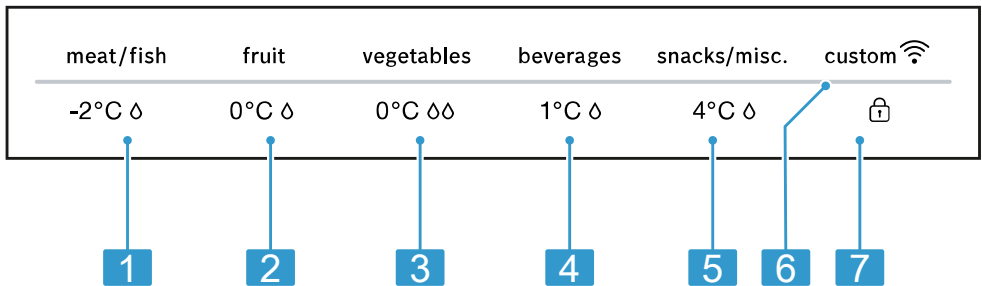 meat/fish fruit vegetables beverages snacks/misc. custom
-2°C 0°C 0°C 1°C 4°C
1 2 3 4 5 6 7